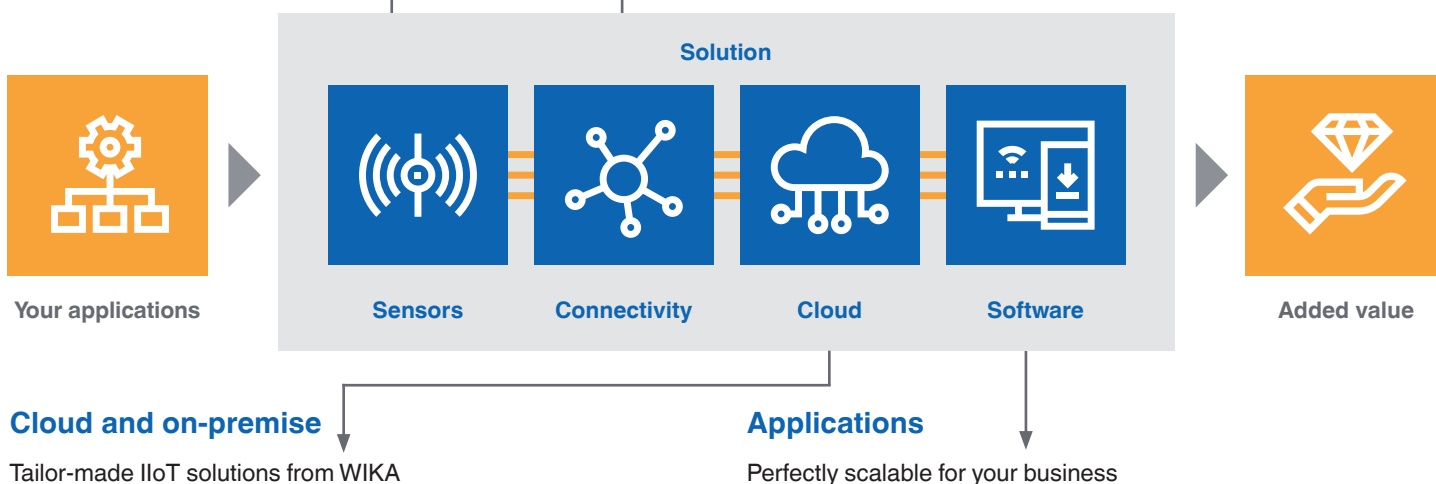 Solution
Your applications
Sensors
Connectivity
Cloud
Software
Added value
Cloud and on-premise
Tailor-made IIoT solutions from WIKA
Applications
Perfectly scalable for your business